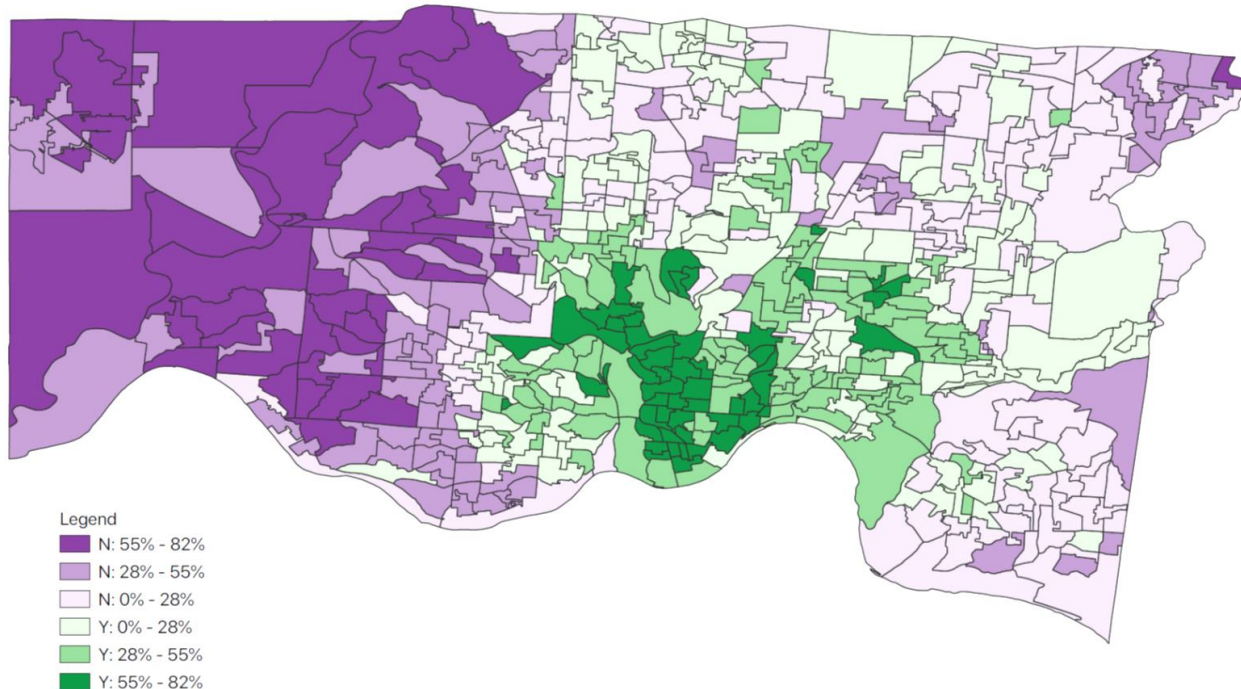 Legend
N: 55% - 82%
N: 28% - 55%
N: 0% - 28%
Y: 0% - 28%
Y: 28% - 55%
Y: 55% - 82%